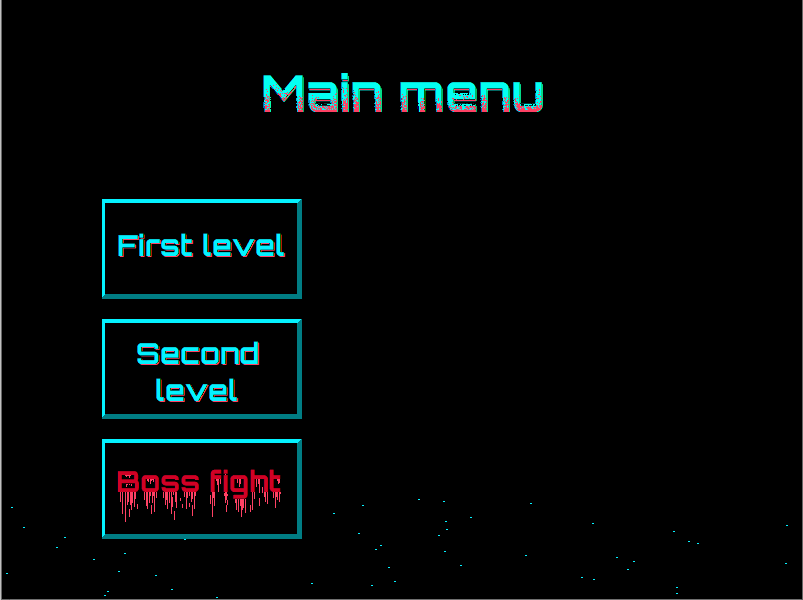 Main menu
First level
Second
level
Boss fight